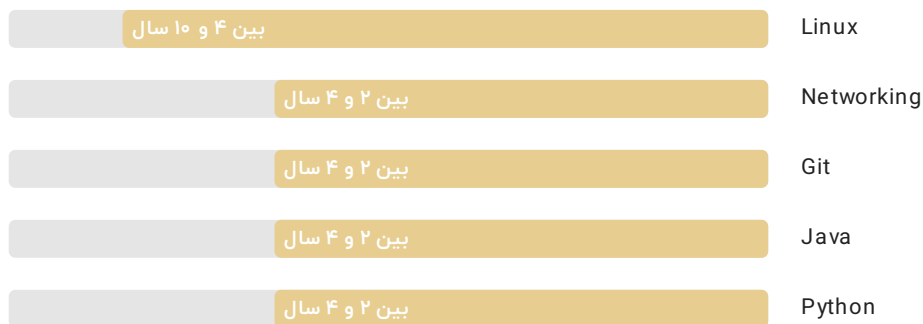 Linux
بین ۴ و ۱۰ سال
Networking
بین ۲ و ۴ سال
Git
بین ۲ و ۴ سال
Java
بین ۲ و ۴ سال
Python
بین ۲ و ۴ سال